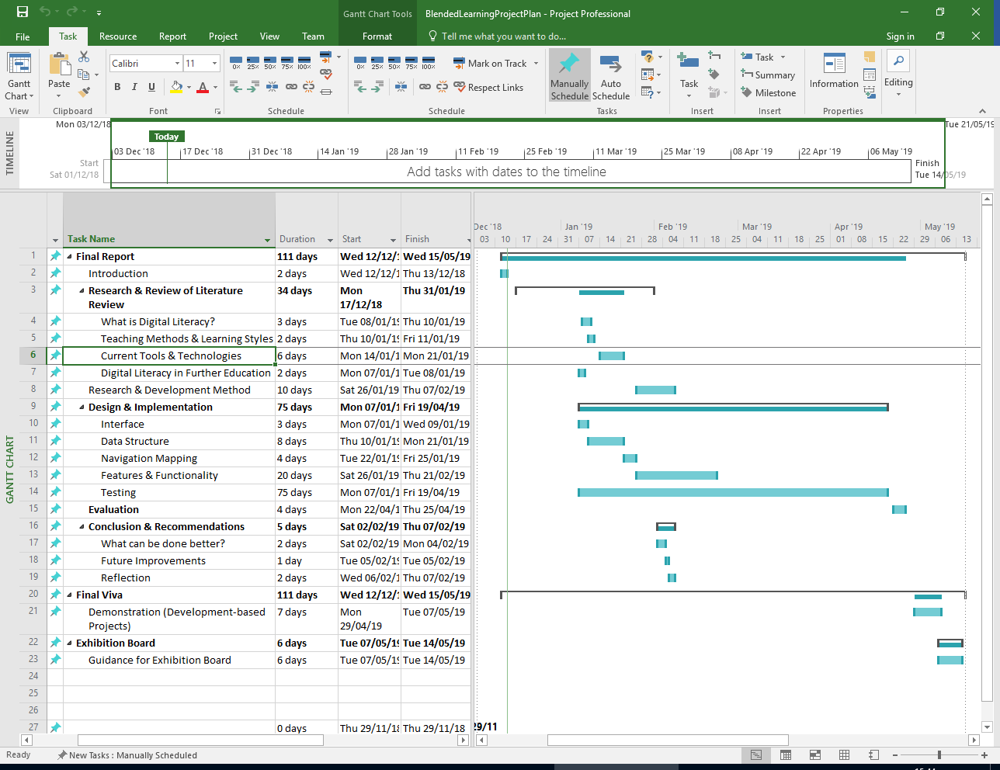 Gantt Chart Tools BlendedLearningProjectPlan - Project Professional
File Task Resource Report Project View Team Format Tell me what you want to do... Sign in
Calibri 11
0% 25% 50% 75% 100%
0% 25% 50% 75% 100%
Mark on Track
Respect Links
Gantt
Chart
Paste
B I U
A
Manually
Schedule
Auto
Schedule
Task
Task
Summary
Milestone
Information
Editing
View Clipboard Font Schedule Schedule Tasks Insert Insert Properties
TIMELINE
Mon 03/12/18
Tue 21/05/19
Today
03 Dec '18 17 Dec '18 31 Dec '18 14 Jan '19 28 Jan '19 11 Feb '19 25 Feb '19 11 Mar '19 25 Mar '19 08 Apr '19 22 Apr '19 06 May '19
Start
Sat 01/12/18
Add tasks with dates to the timeline
Finish
Tue 14/05/19
GANTT CHART
Dec '18 Jan '19 Feb '19 Mar '19 Apr '19 May '19
Task Name Duration Start Finish
03 10 17 24 31 07 14 21 28 04 11 18 25 04 11 18 25 01 08 15 22 29 06 13
1 Final Report 111 days Wed 12/12/1 Wed 15/05/19
2 Introduction 2 days Wed 12/12/1 Thu 13/12/18
3 Research & Review of Literature Review 34 days Mon 17/12/18 Thu 31/01/19
4 What is Digital Literacy? 3 days Tue 08/01/19 Thu 10/01/19
5 Teaching Methods & Learning Styles 2 days Thu 10/01/19 Fri 11/01/19
6 Current Tools & Technologies 6 days Mon 14/01/1 Mon 21/01/19
7 Digital Literacy in Further Education 2 days Mon 07/01/1 Tue 08/01/19
8 Research & Development Method 10 days Sat 26/01/19 Thu 07/02/19
9 Design & Implementation 75 days Mon 07/01/1 Fri 19/04/19
10 Interface 3 days Mon 07/01/1 Wed 09/01/19
11 Data Structure 8 days Thu 10/01/19 Mon 21/01/19
12 Navigation Mapping 4 days Tue 22/01/19 Fri 25/01/19
13 Features & Functionality 20 days Sat 26/01/19 Thu 21/02/19
14 Testing 75 days Mon 07/01/1 Fri 19/04/19
15 Evaluation 4 days Mon 22/04/1 Thu 25/04/19
16 Conclusion & Recommendations 5 days Sat 02/02/19 Thu 07/02/19
17 What can be done better? 2 days Sat 02/02/19 Mon 04/02/19
18 Future Improvements 1 day Tue 05/02/19 Tue 05/02/19
19 Reflection 2 days Wed 06/02/1 Thu 07/02/19
20 Final Viva 111 days Wed 12/12/1 Wed 15/05/19
21 Demonstration (Development-based Projects) 7 days Mon 29/04/19 Tue 07/05/19
22 Exhibition Board 6 days Tue 07/05/19 Tue 14/05/19
23 Guidance for Exhibition Board 6 days Tue 07/05/19 Tue 14/05/19
24
25
26
27 0 days Thu 29/11/18 Thu 29/11/18 29/11
Ready New Tasks : Manually Scheduled